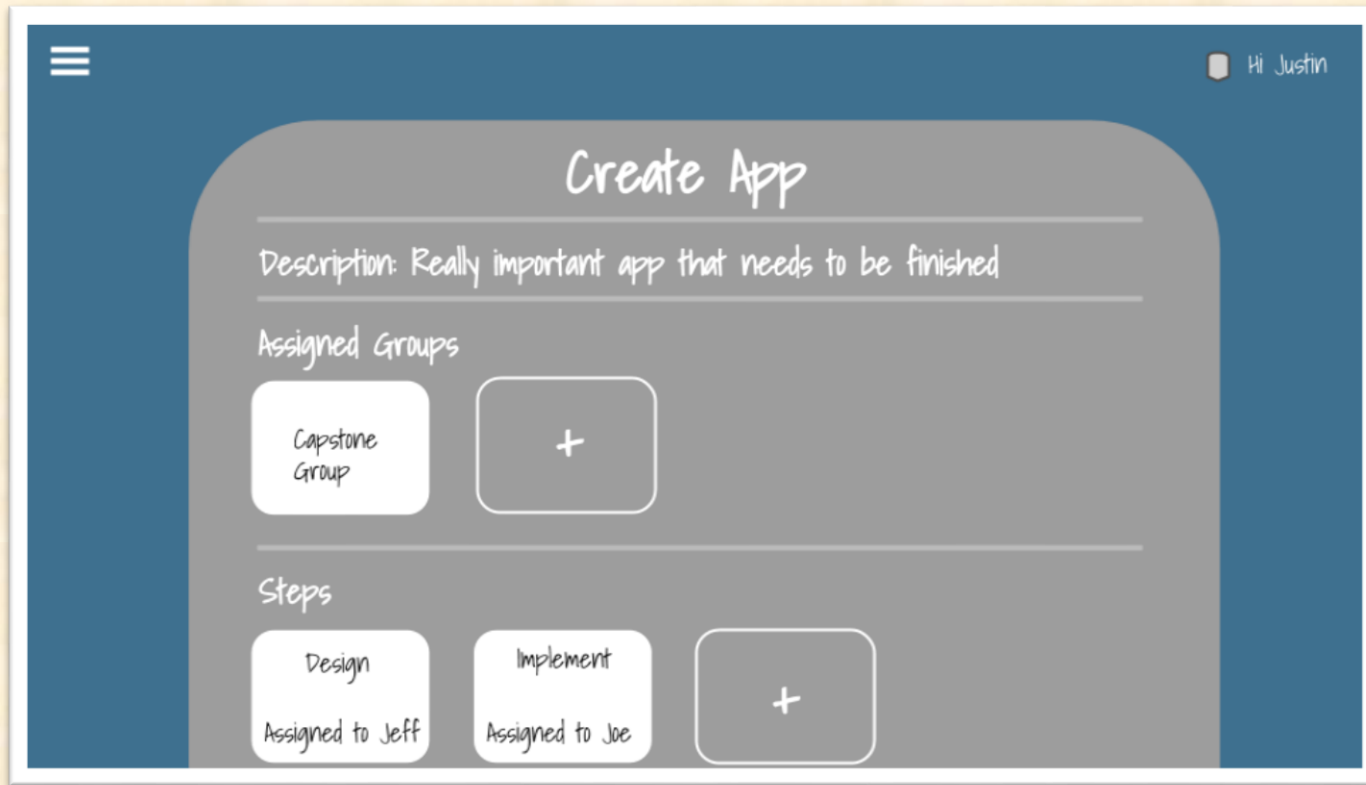 Hi Justin
Create App
Description: Really important app that needs to be finished
Assigned Groups
Capstone
Group
+
Steps
Design
Assigned to Jeff
Implement
Assigned to Joe
+